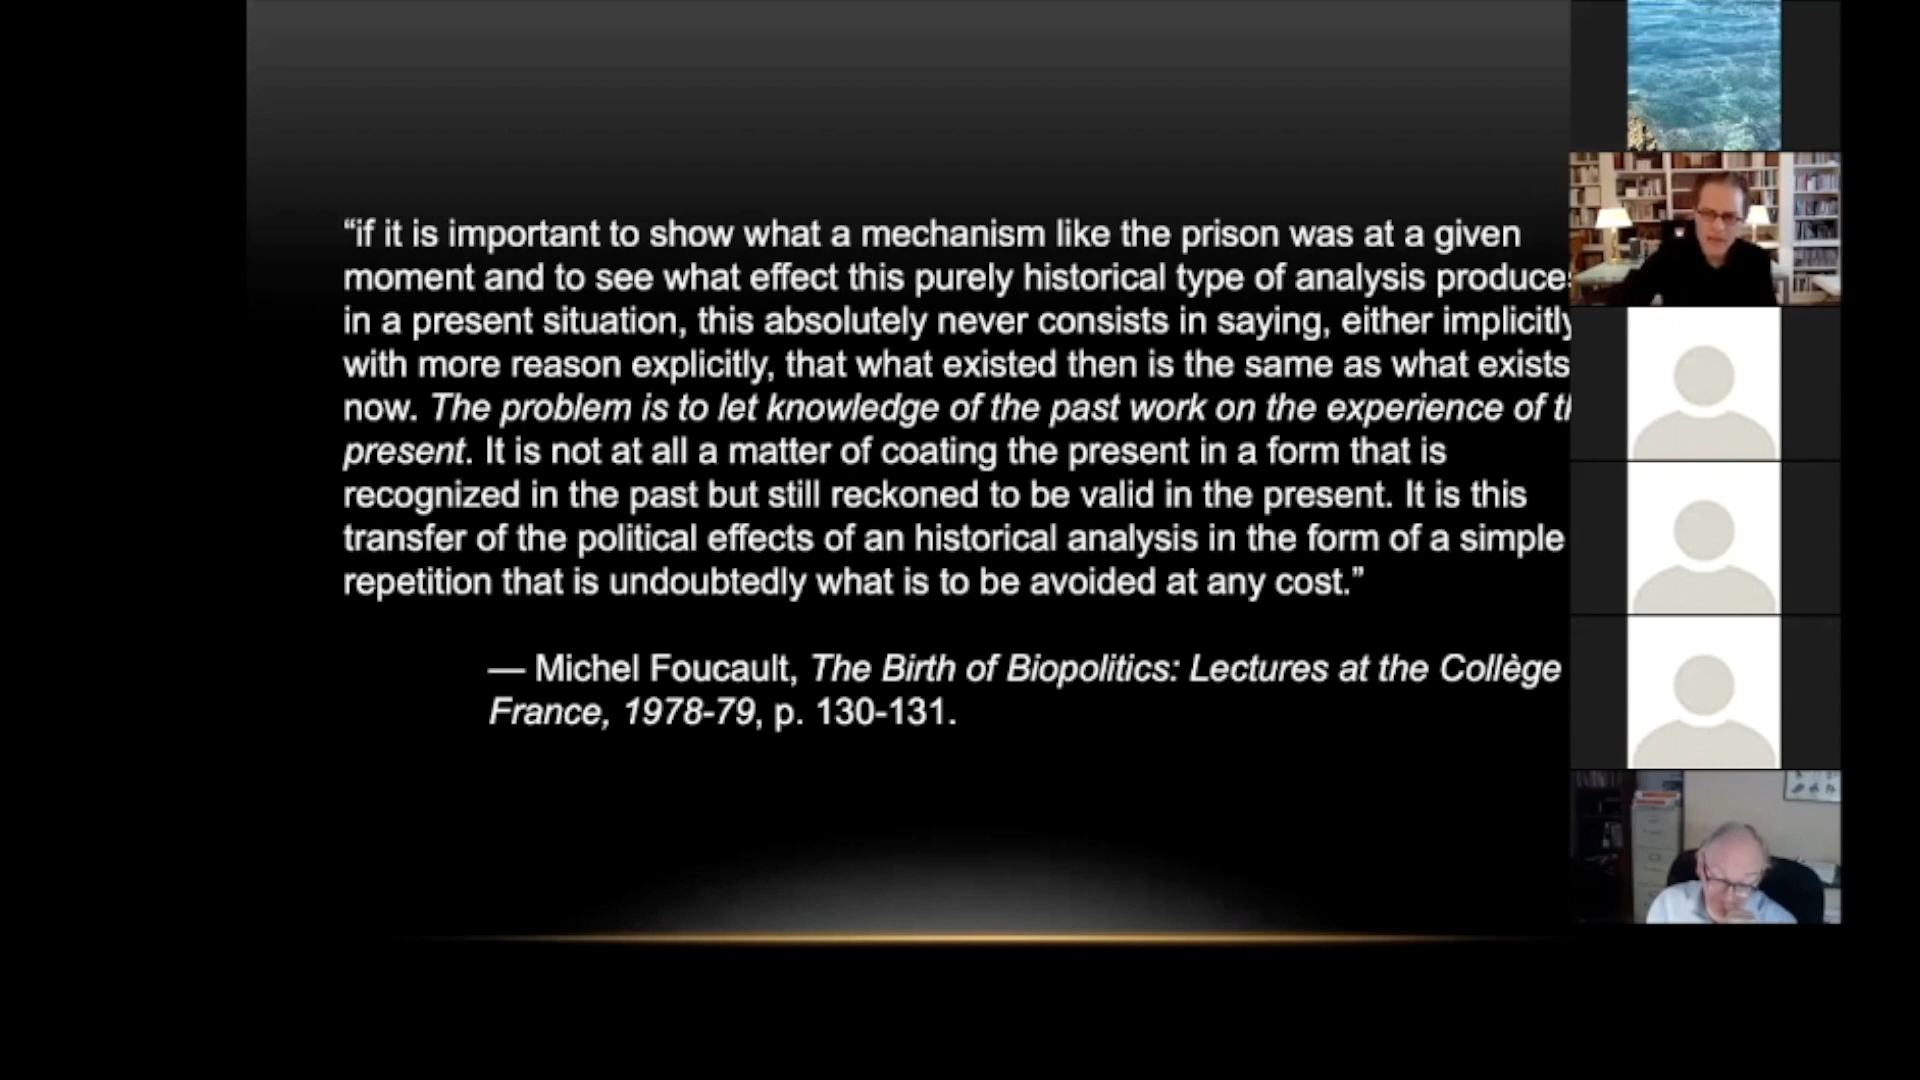 “if it is important to show what a mechanism like the prison was at a given
moment and to see what effect this purely historical type of analysis produces
in a present situation, this absolutely never consists in saying, either implicitly
with more reason explicitly, that what existed then is the same as what exists
now. The problem is to let knowledge of the past work on the experience of
present. It is not at all a matter of coating the present in a form that is
recognized in the past but still reckoned to be valid in the present. It is this
transfer of the political effects of an historical analysis in the form of a simple
repetition that is undoubtedly what is to be avoided at any cost.”
— Michel Foucault, The Birth of Biopolitics: Lectures at the Collège
France, 1978-79, p. 130-131.